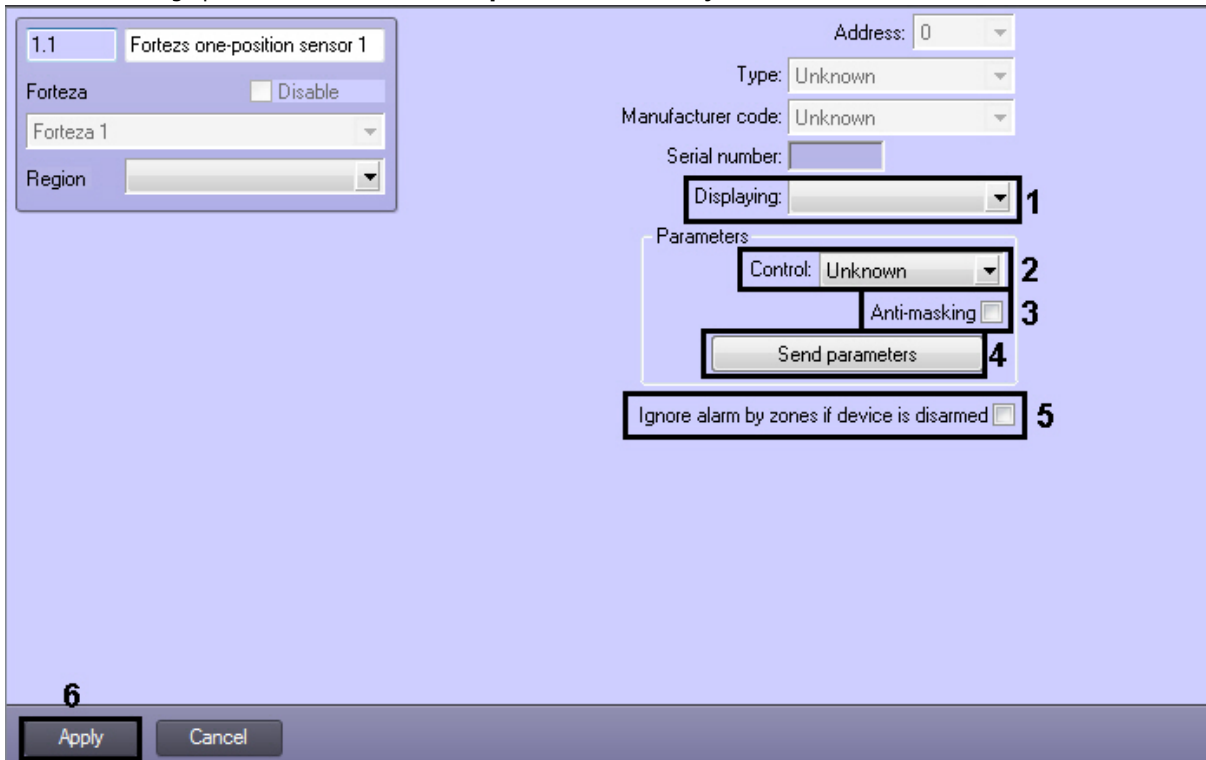 1.1 Fortezs one-position sensor 1
Forteza Disable
Forteza 1
Region
Address: 0
Type: Unknown
Manufacturer code: Unknown
Serial number:
Displaying: 1
Parameters
Control: Unknown 2
Anti-masking 3
Send parameters 4
Ignore alarm by zones if device is disarmed 5
6
Apply Cancel